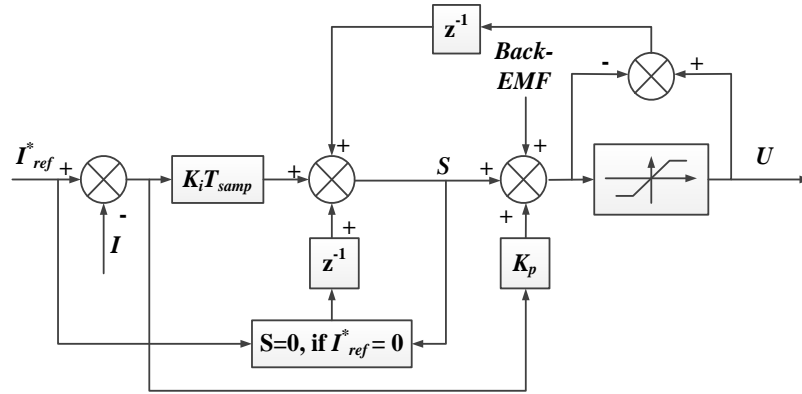 z⁻¹
Back-
EMF
- +
I*ref + KᵢTsamp + + S + + U
- +
I + z⁻¹ + Kₚ
S=0, if I*ref = 0